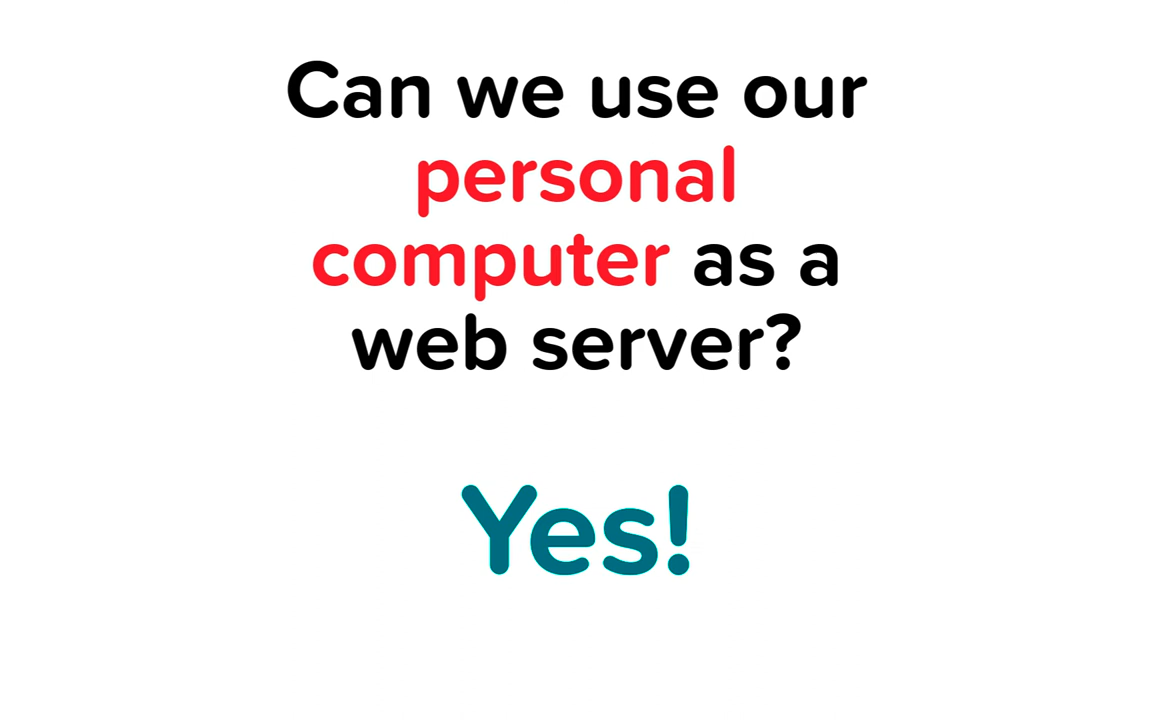 Can we use our
personal
computer as a
web server?
Yes!